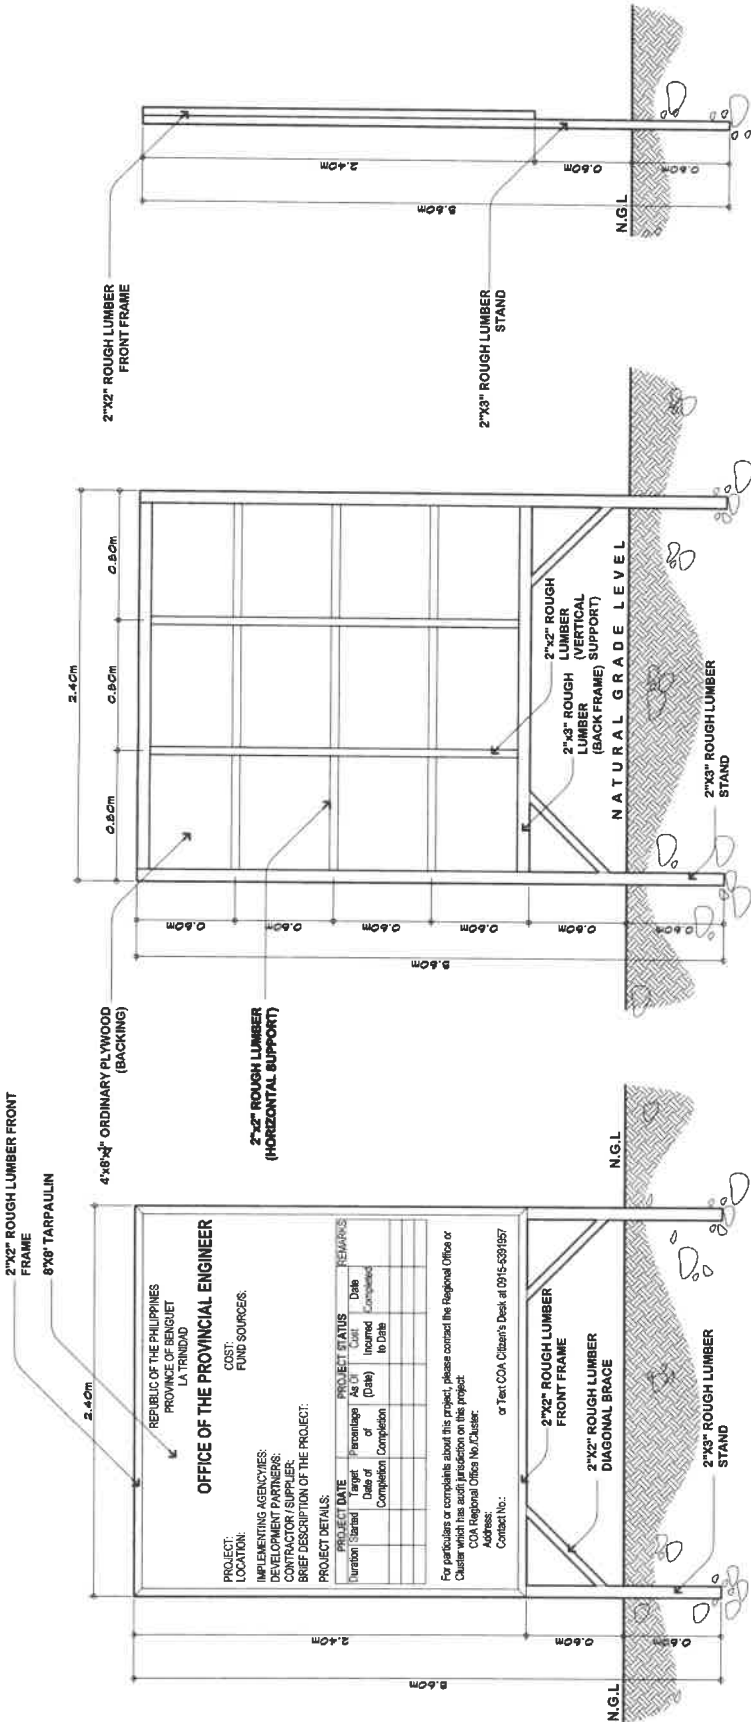 2"X2" ROUGH LUMBER FRONT
FRAME
8'X8' TARPAULIN
2.40m
REPUBLIC OF THE PHILIPPINES
PROVINCE OF BENGUET
LA TRINIDAD
OFFICE OF THE PROVINCIAL ENGINEER
PROJECT: COST:
LOCATION: FUND SOURCE/S:
IMPLEMENTING AGENCY/IES:
DEVELOPMENT PARTNER/S:
CONTRACTOR / SUPPLIER:
BRIEF DESCRIPTION OF THE PROJECT:
PROJECT DETAILS:
PROJECT DATE PROJECT STATUS REMARKS
Duration Started Target Date of Completion Percentage of Completion As Of (Date) Cost Incurred to Date Date Completed
For particulars or complaints about this project, please contact the Regional Office or
Cluster which has audit jurisdiction on this project:
COA Regional Office No./Cluster:
Address:
Contact No.: or Text COA Citizen's Desk at 0915-5391957
2.40m
0.60m
0.60m
3.60m
2"X2" ROUGH LUMBER
FRONT FRAME
2"X2" ROUGH LUMBER
DIAGONAL BRACE
2"X3" ROUGH LUMBER
STAND
N.G.L
N.G.L
4'x8'x¼" ORDINARY PLYWOOD
(BACKING)
2"x2" ROUGH LUMBER
(HORIZONTAL SUPPORT)
2.40m
0.80m
0.80m
0.80m
0.60m
0.60m
0.60m
0.60m
0.60m
0.60m
3.60m
2"x2" ROUGH
LUMBER
(VERTICAL
SUPPORT)
2"x3" ROUGH
LUMBER
(BACK FRAME)
NATURAL GRADE LEVEL
2"X3" ROUGH LUMBER
STAND
2"X2" ROUGH LUMBER
FRONT FRAME
2.40m
0.60m
0.60m
3.60m
2"X3" ROUGH LUMBER
STAND
N.G.L